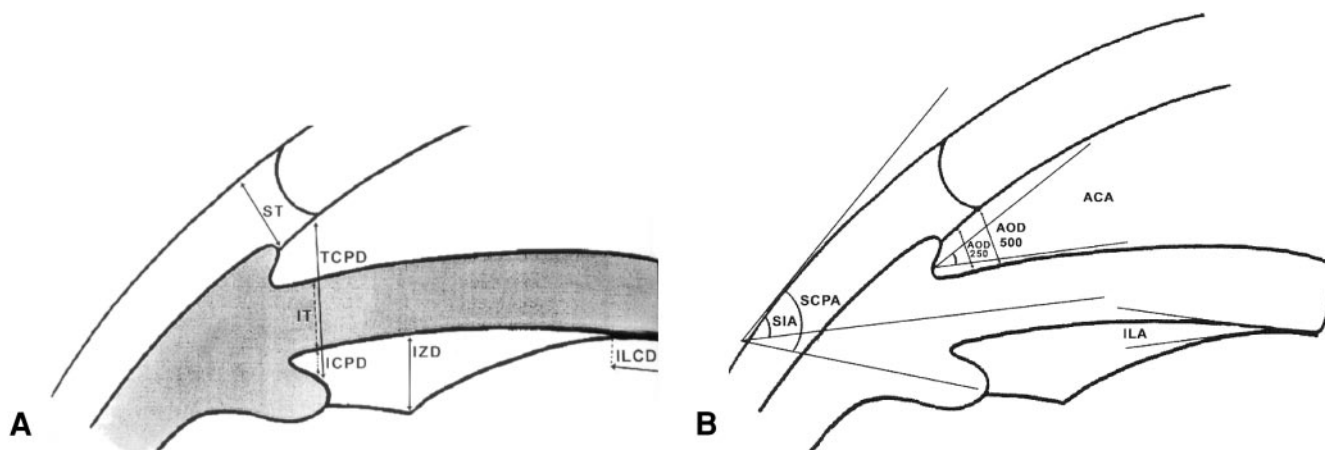 ST
TCPD
IT
ICPD
IZD
ILCD
A
ACA
AOD
500
AOD
250
SCPA
SIA
ILA
B